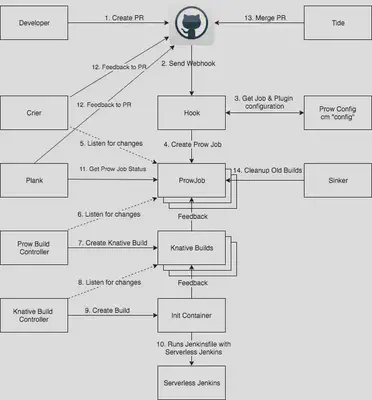 Developer
1. Create PR
13. Merge PR
Tide
12. Feedback to PR
2. Send Webhook
12. Feedback to PR
3. Get Job & Plugin
configuration
Crier
Hook
Prow Config
cm "config"
5. Listen for changes
4. Create Prow Job
Plank
11. Get Prow Job Status
ProwJob
14. Cleanup Old Builds
Sinker
6. Listen for changes
Feedback
Prow Build
Controller
7. Create Knative Build
Knative Builds
8. Listen for changes
Feedback
Knative Build
Controller
9. Create Build
Init Container
10. Runs Jenkinsfile with
Serverless Jenkins
Serverless Jenkins